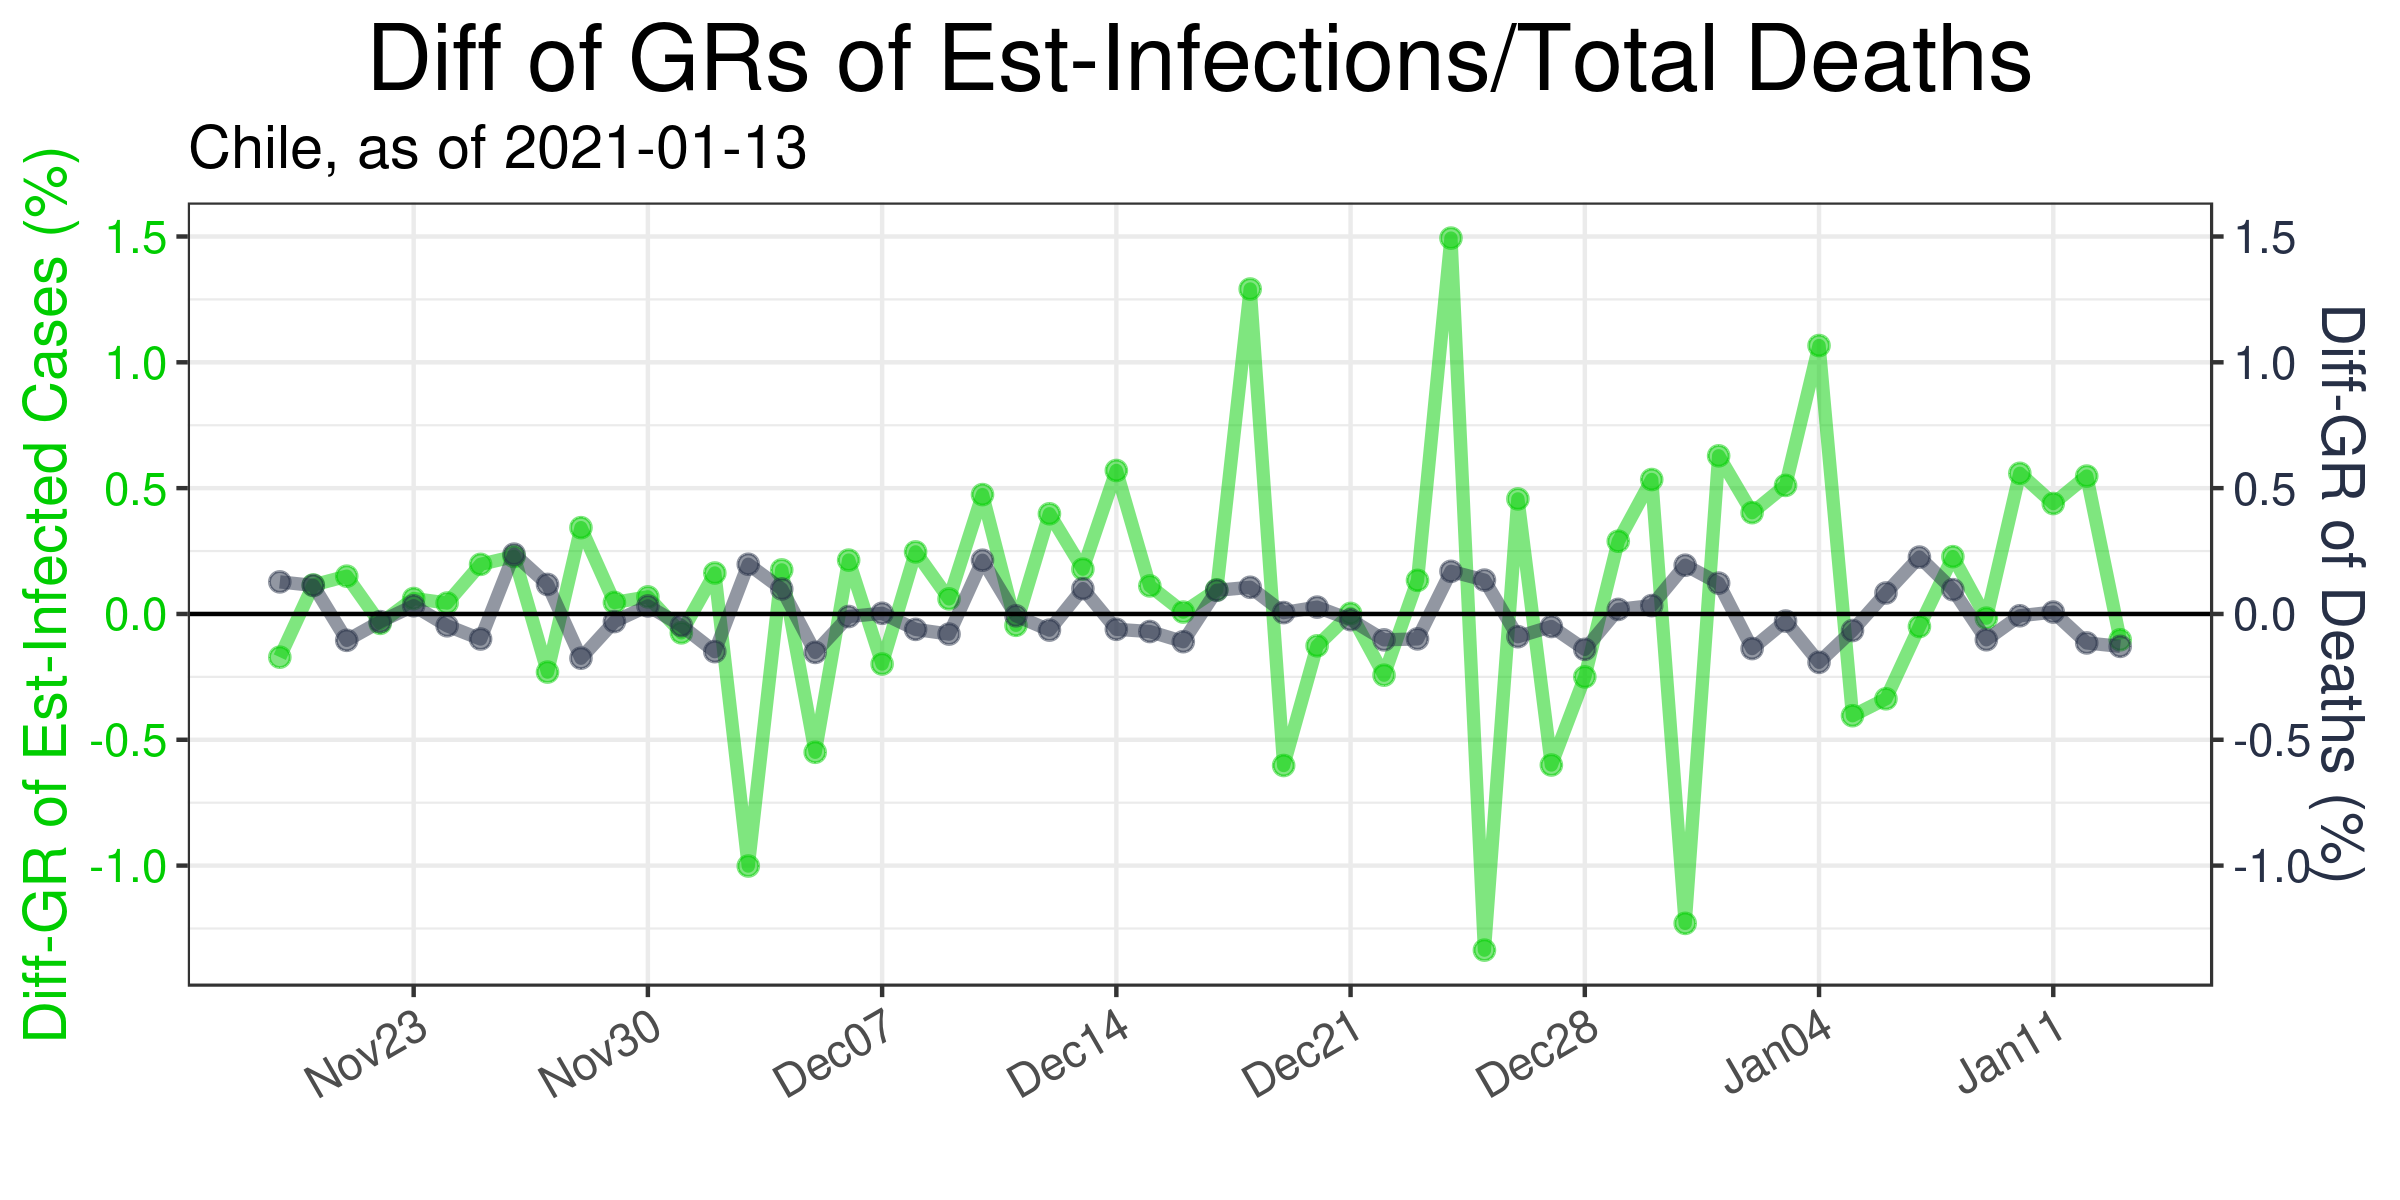 Diff of GRs of Est-Infections/Total Deaths
Chile, as of 2021-01-13
Diff-GR of Est-Infected Cases (%)
1.5
1.0
0.5
0.0
-0.5
-1.0
1.5
1.0
0.5
0.0
-0.5
-1.0
Diff-GR of Deaths (%)
Nov23
Nov30
Dec07
Dec14
Dec21
Dec28
Jan04
Jan11